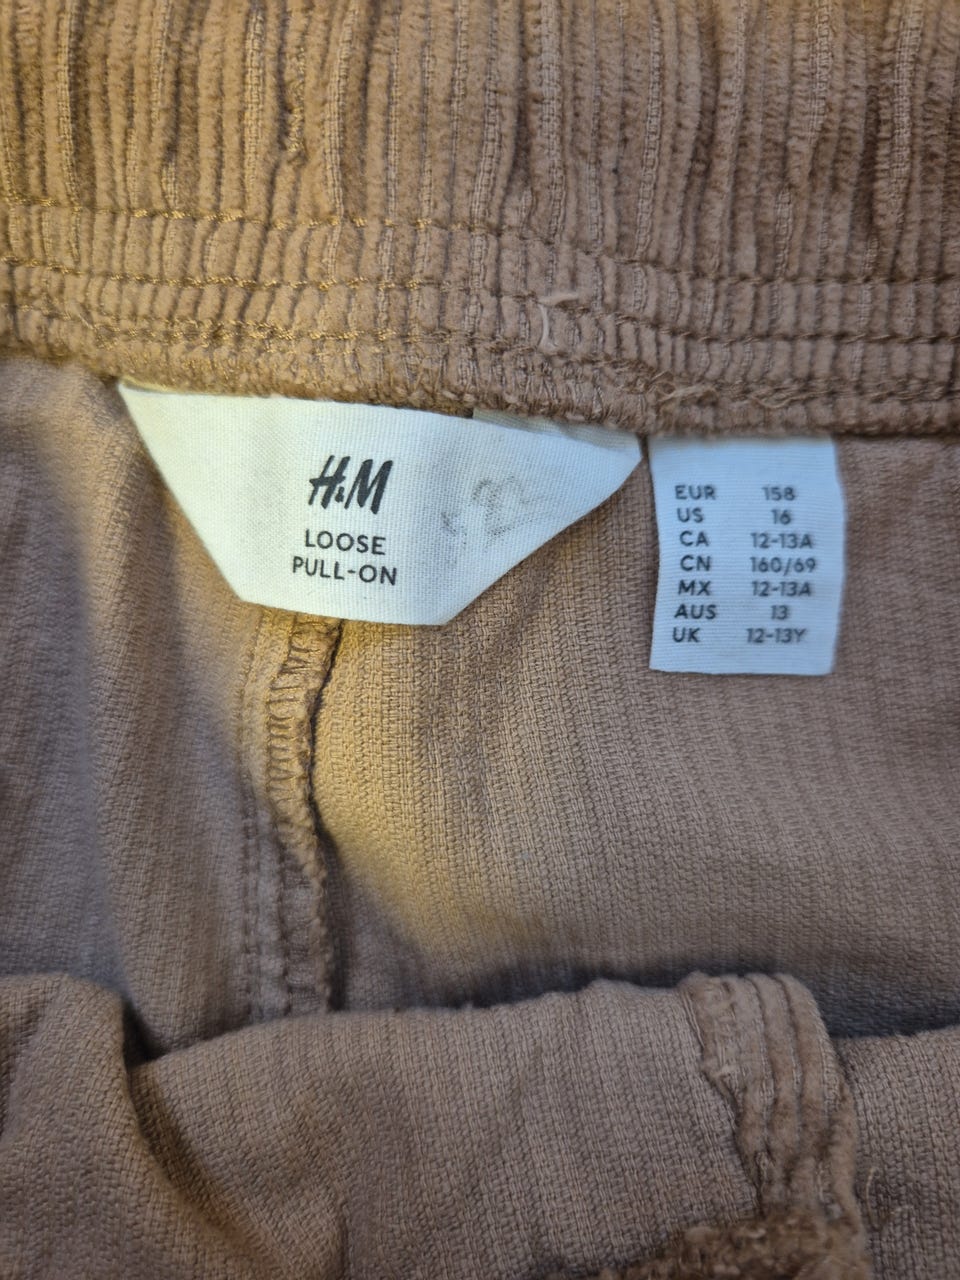 H&M
LOOSE
PULL-ON
EUR 158
US 16
CA 12-13A
CN 160/69
MX 12-13A
AUS 13
UK 12-13Y